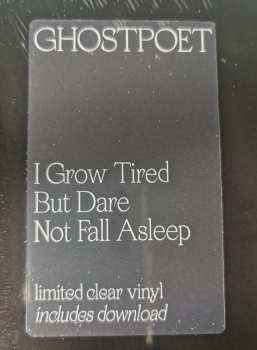 GHOSTPOET
I Grow Tired
But Dare
Not Fall Asleep
limited clear vinyl
includes download